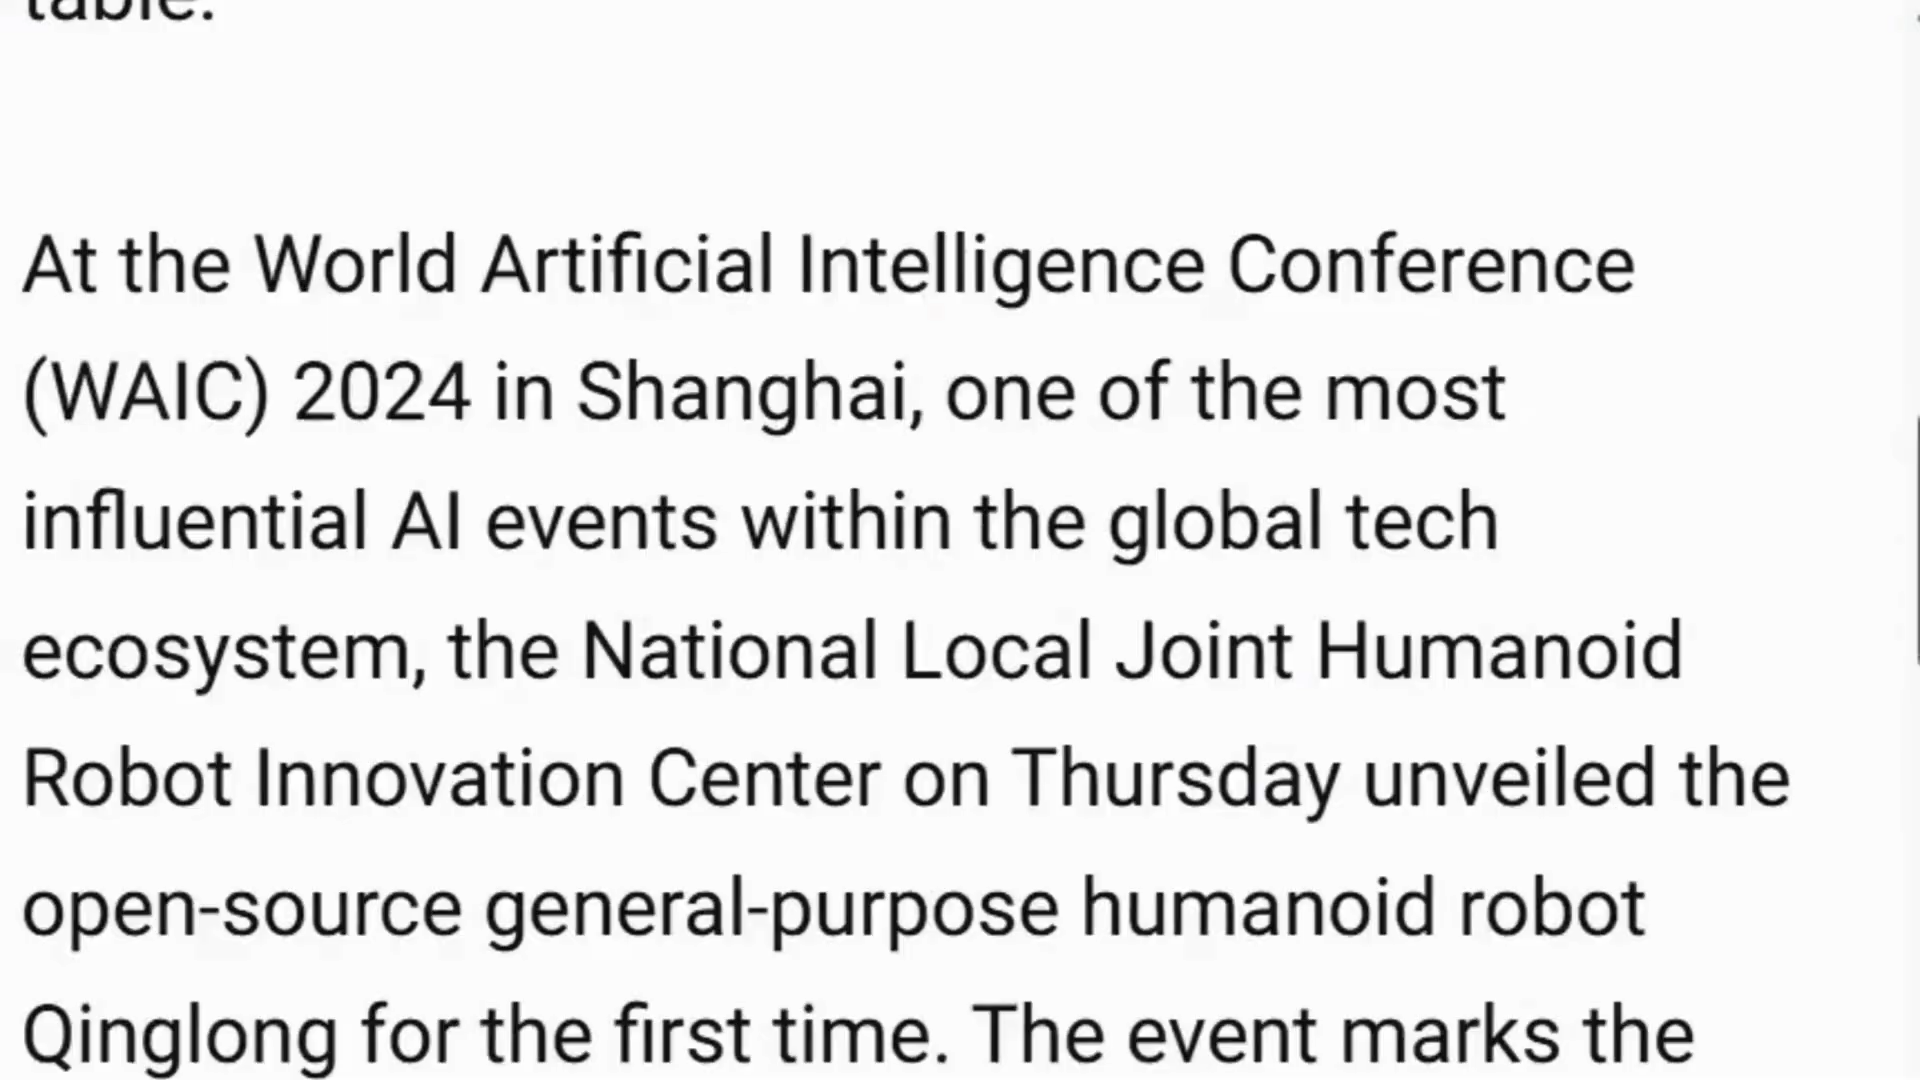 table.
At the World Artificial Intelligence Conference
(WAIC) 2024 in Shanghai, one of the most
influential AI events within the global tech
ecosystem, the National Local Joint Humanoid
Robot Innovation Center on Thursday unveiled the
open-source general-purpose humanoid robot
Qinglong for the first time. The event marks the